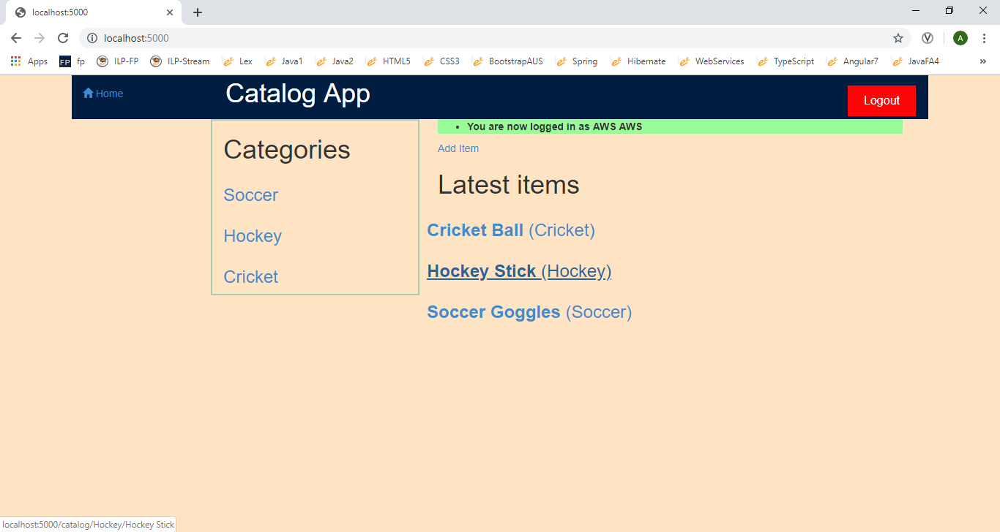 localhost:5000
localhost:5000
A
Apps FP fp ILP-FP ILP-Stream Lex Java1 Java2 HTML5 CSS3 BootstrapAUS Spring Hibernate WebServices TypeScript Angular7 JavaFA4 »
Home Catalog App Logout
• You are now logged in as AWS AWS
Add Item
Categories
Soccer
Hockey
Cricket
Latest items
Cricket Ball (Cricket)
Hockey Stick (Hockey)
Soccer Goggles (Soccer)
localhost:5000/catalog/Hockey/Hockey Stick